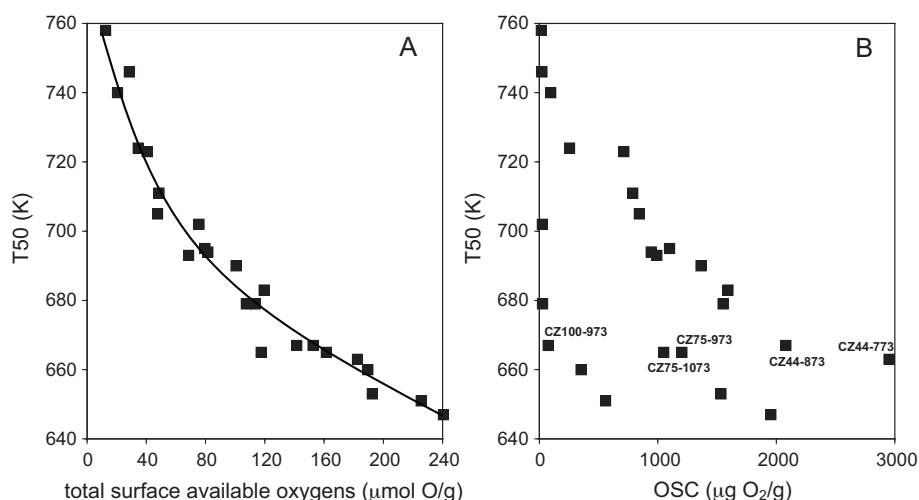 A
B
760
740
720
700
680
660
640
T50 (K)
0
40
80
120
160
200
240
total surface available oxygens (μmol O/g)
760
740
720
700
680
660
640
T50 (K)
CZ100-973
CZ75-973
CZ75-1073
CZ44-873
CZ44-773
0
1000
2000
3000
OSC (μg O₂/g)